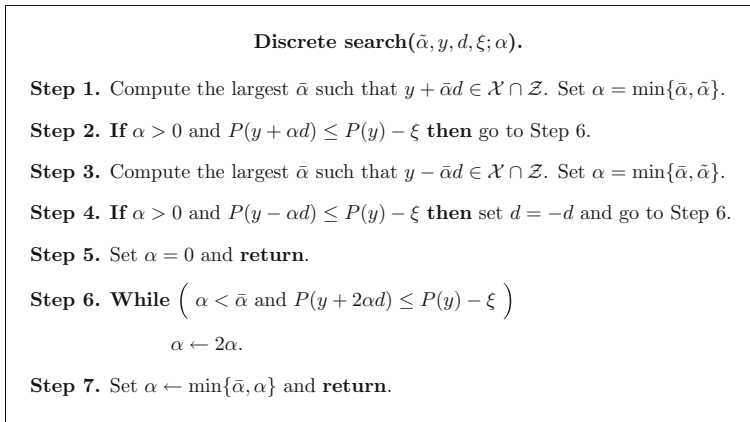 Discrete search(α̃, y, d, ξ; α).
Step 1. Compute the largest ᾱ such that y + ᾱd ∈ 𝒳 ∩ 𝒵. Set α = min{ᾱ, α̃}.
Step 2. If α > 0 and P(y + αd) ≤ P(y) − ξ then go to Step 6.
Step 3. Compute the largest ᾱ such that y − ᾱd ∈ 𝒳 ∩ 𝒵. Set α = min{ᾱ, α̃}.
Step 4. If α > 0 and P(y − αd) ≤ P(y) − ξ then set d = −d and go to Step 6.
Step 5. Set α = 0 and return.
Step 6. While ( α < ᾱ and P(y + 2αd) ≤ P(y) − ξ )
α ← 2α.
Step 7. Set α ← min{ᾱ, α} and return.